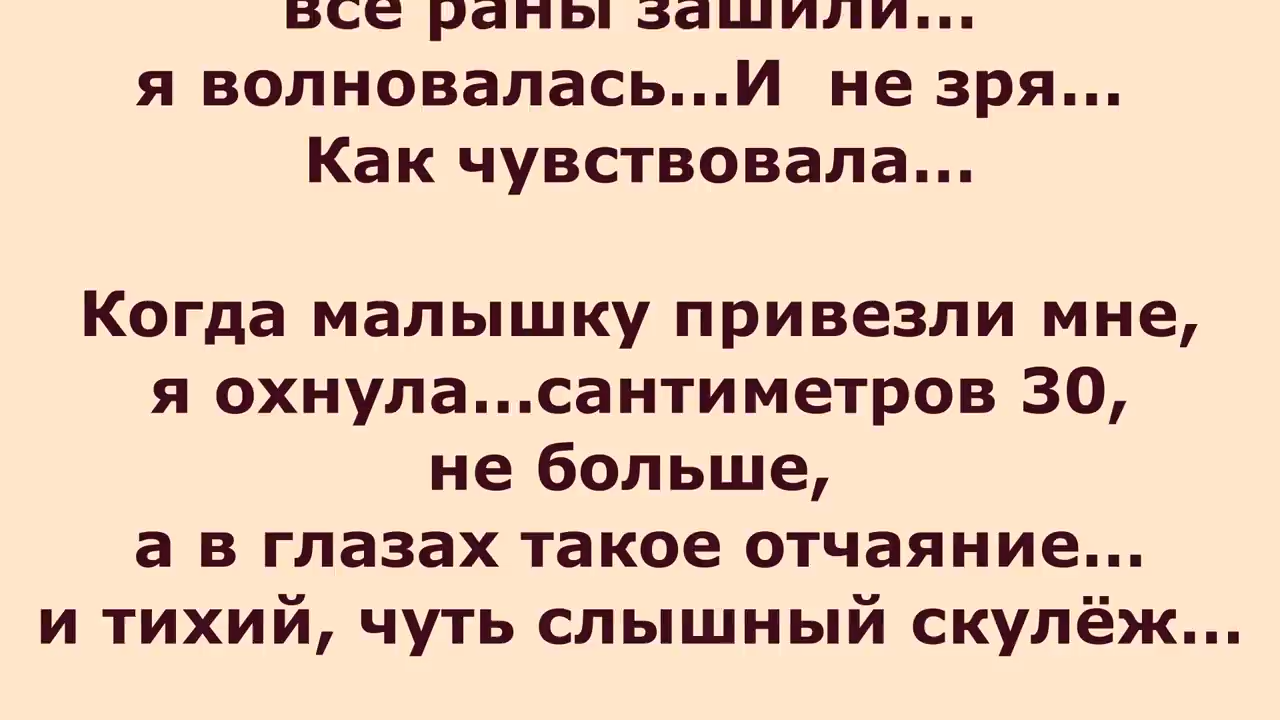 все раны зашили...
я волновалась...И  не зря...
Как чувствовала...
Когда малышку привезли мне,
я охнула...сантиметров 30,
не больше,
а в глазах такое отчаяние...
и тихий, чуть слышный скулёж...